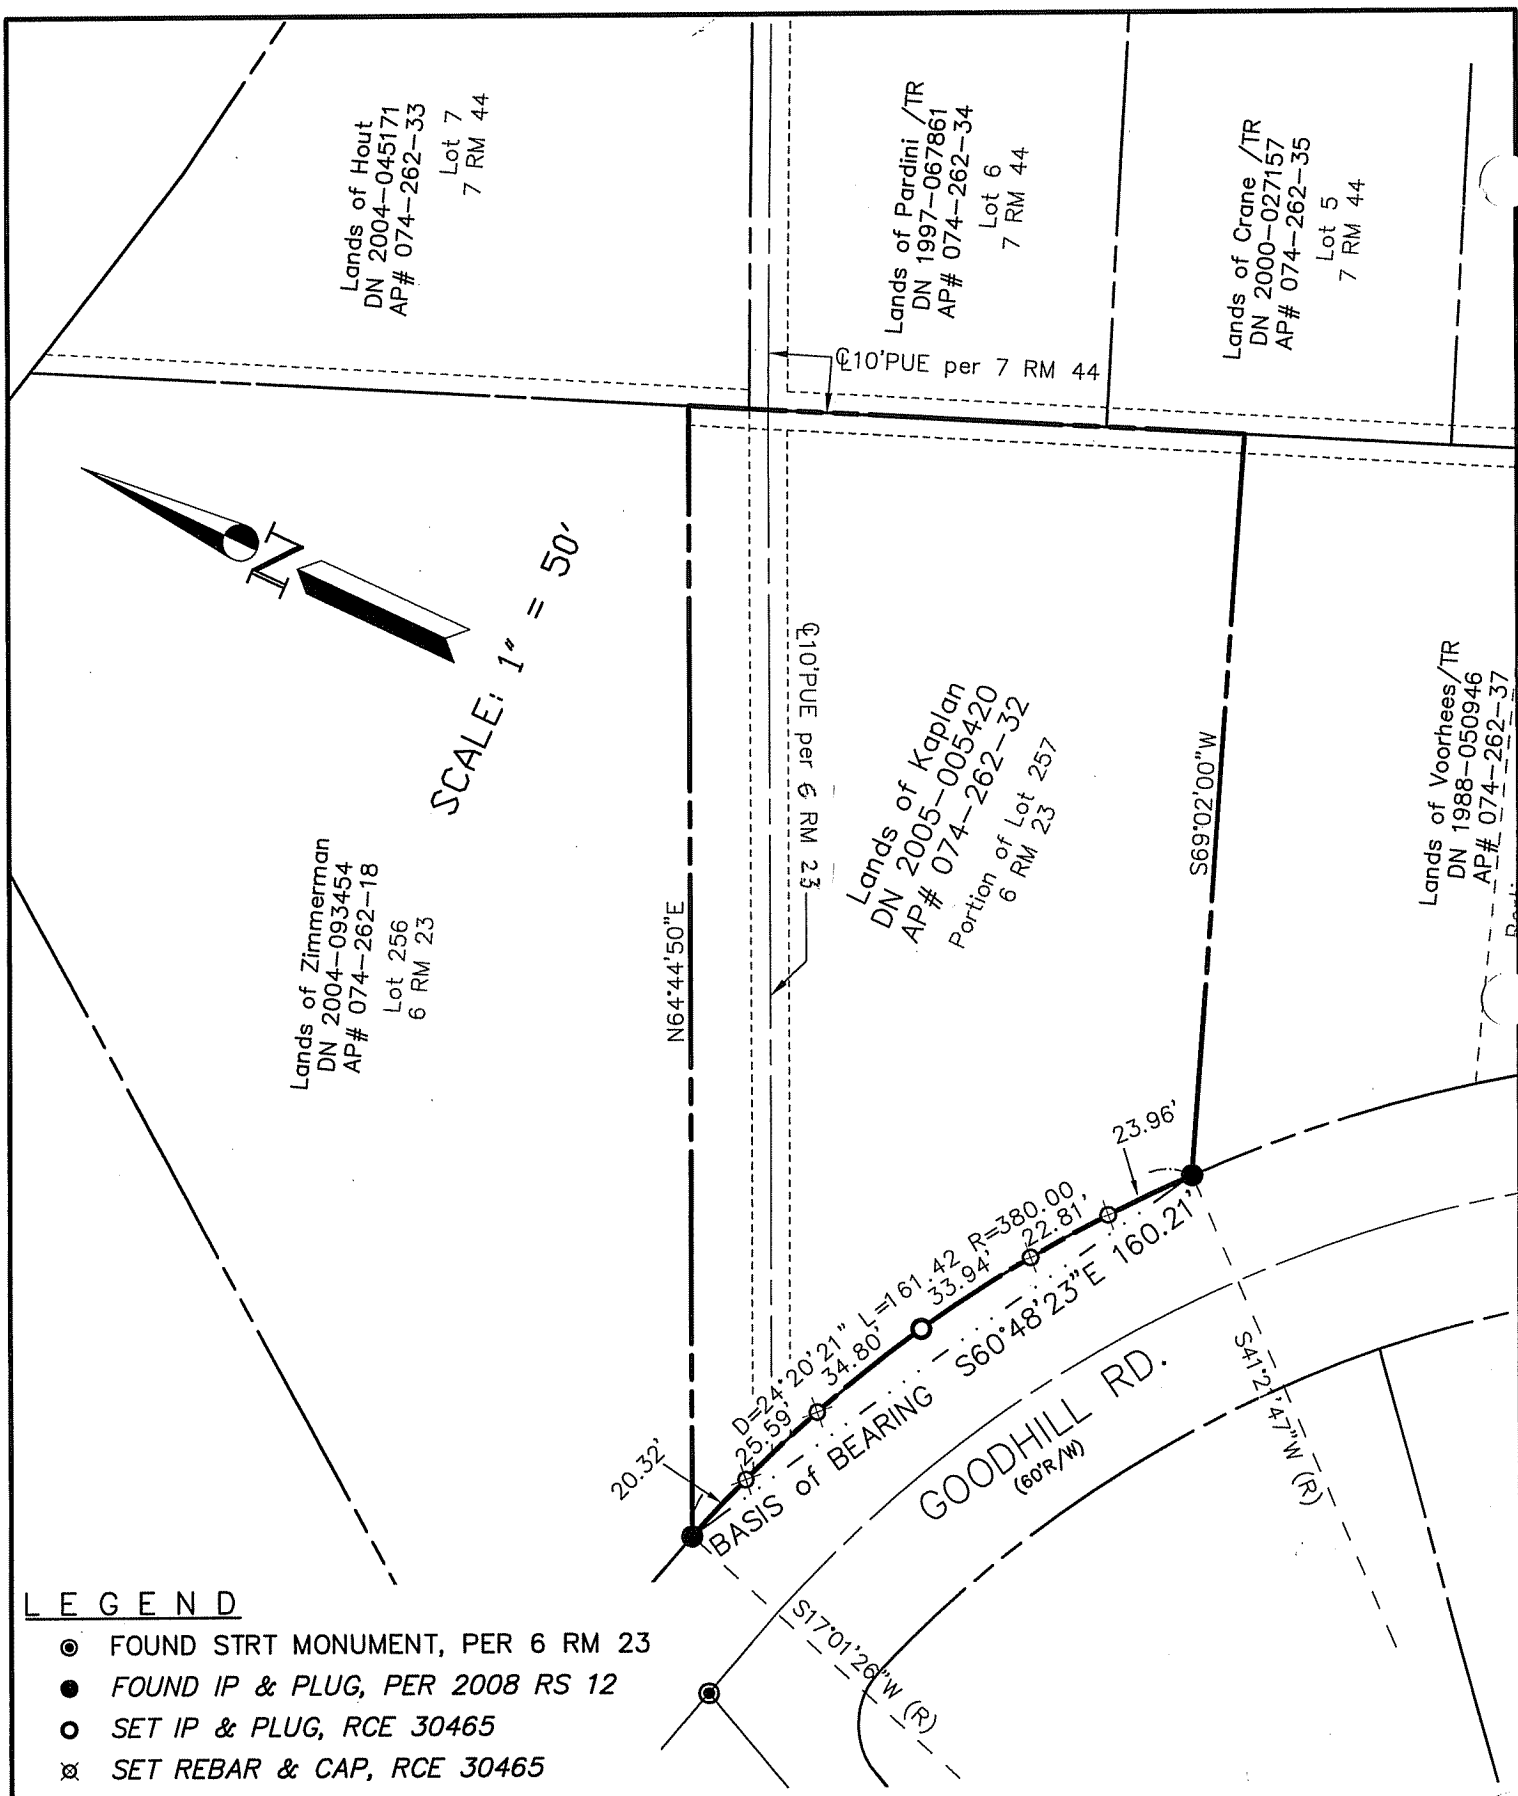 Lands of Hout
DN 2004-045171
AP# 074-262-33
Lot 7
7 RM 44
Lands of Pardini /TR
DN 1997-067861
AP# 074-262-34
Lot 6
7 RM 44
Lands of Crane /TR
DN 2000-027157
AP# 074-262-35
Lot 5
7 RM 44
℄10'PUE per 7 RM 44
N
SCALE: 1" = 50'
℄10'PUE per 6 RM 23
Lands of Kaplan
DN 2005-005420
AP# 074-262-32
Portion of Lot 257
6 RM 23
S69°02'00"W
Lands of Voorhees/TR
DN 1988-050946
AP# 074-262-37
Lands of Zimmerman
DN 2004-093454
AP# 074-262-18
Lot 256
6 RM 23
N64°44'50"E
23.96'
D=24°20'21" L=161.42 R=380.00
20.32'
25.59'
34.80'
33.94'
22.81'
BASIS of BEARING S60°48'23"E 160.21'
GOODHILL RD.
(60'R/W)
'47"W (R)
S17°01'26"W (R)
LEGEND
FOUND STRT MONUMENT, PER 6 RM 23
FOUND IP & PLUG, PER 2008 RS 12
SET IP & PLUG, RCE 30465
SET REBAR & CAP, RCE 30465